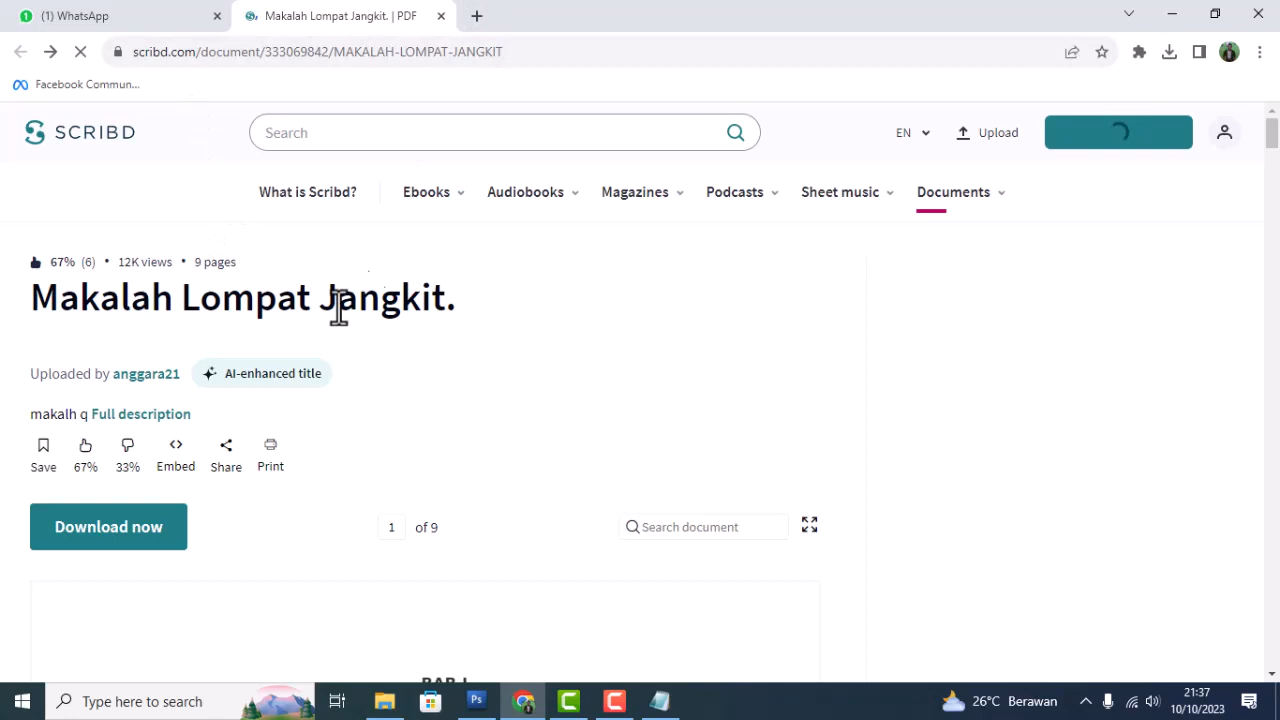 1 (1) WhatsApp
Makalah Lompat Jangkit. | PDF
scribd.com/document/333069842/MAKALAH-LOMPAT-JANGKIT
Facebook Commun...
SCRIBD
Search
EN
Upload
What is Scribd?
Ebooks
Audiobooks
Magazines
Podcasts
Sheet music
Documents
67% (6) • 12K views • 9 pages
Makalah Lompat Jangkit.
Uploaded by anggara21
AI-enhanced title
makalh q Full description
Save 67% 33% Embed Share Print
Download now
1 of 9
Search document
BAB I
Type here to search
Ps
26°C Berawan
21:37
10/10/2023